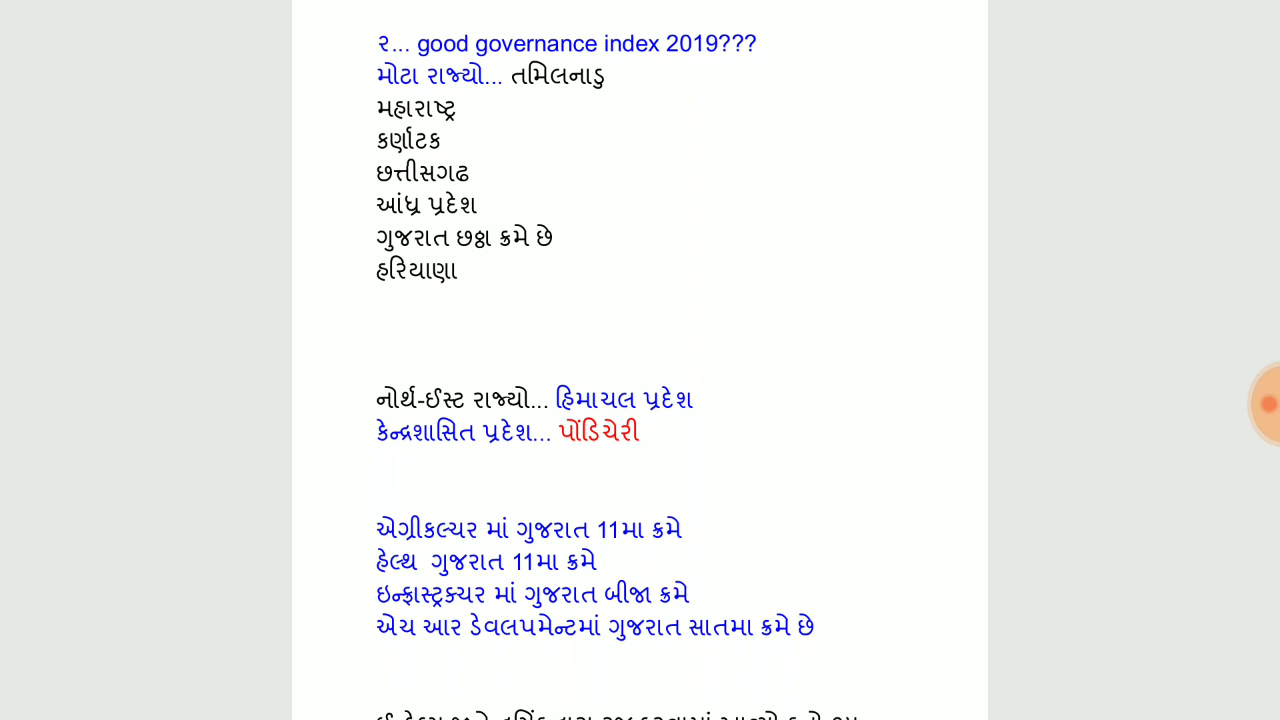 ૨... good governance index 2019???
મોટા રાજ્યો... તમિલનાડુ
મહારાષ્ટ્ર
કર્ણાટક
છત્તીસગઢ
આંધ્ર પ્રદેશ
ગુજરાત છઠ્ઠા ક્રમે છે
હરિયાણા
નોર્થ-ઈસ્ટ રાજ્યો... હિમાચલ પ્રદેશ
કેન્દ્રશાસિત પ્રદેશ... પોંડિચેરી
એગ્રીકલ્ચર માં ગુજરાત 11મા ક્રમે
હેલ્થ  ગુજરાત 11મા ક્રમે
ઇન્ફ્રાસ્ટ્રક્ચર માં ગુજરાત બીજા ક્રમે
એચ આર ડેવલપમેન્ટમાં ગુજરાત સાતમા ક્રમે છે